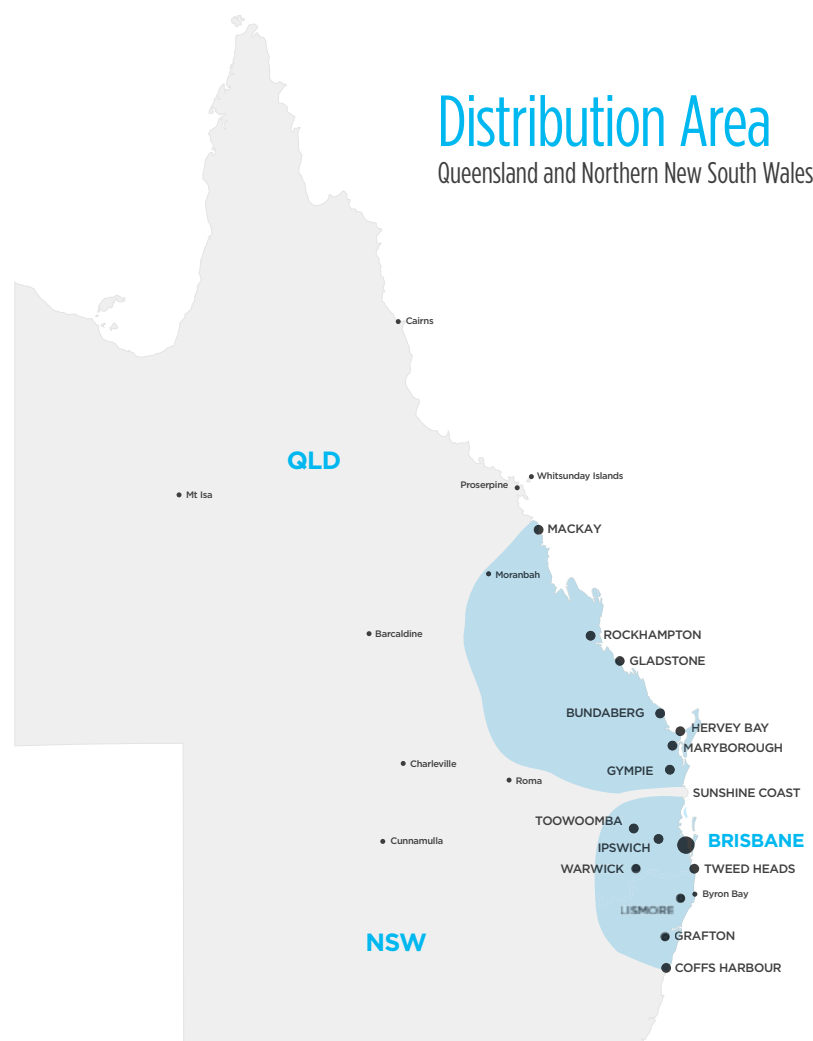 Distribution Area
Queensland and Northern New South Wales
Cairns
QLD
Whitsunday Islands
Proserpine
Mt Isa
MACKAY
Moranbah
Barcaldine
ROCKHAMPTON
GLADSTONE
BUNDABERG
HERVEY BAY
MARYBOROUGH
Charleville
GYMPIE
Roma
SUNSHINE COAST
TOOWOOMBA
Cunnamulla
BRISBANE
IPSWICH
WARWICK
TWEED HEADS
Byron Bay
LISMORE
GRAFTON
NSW
COFFS HARBOUR